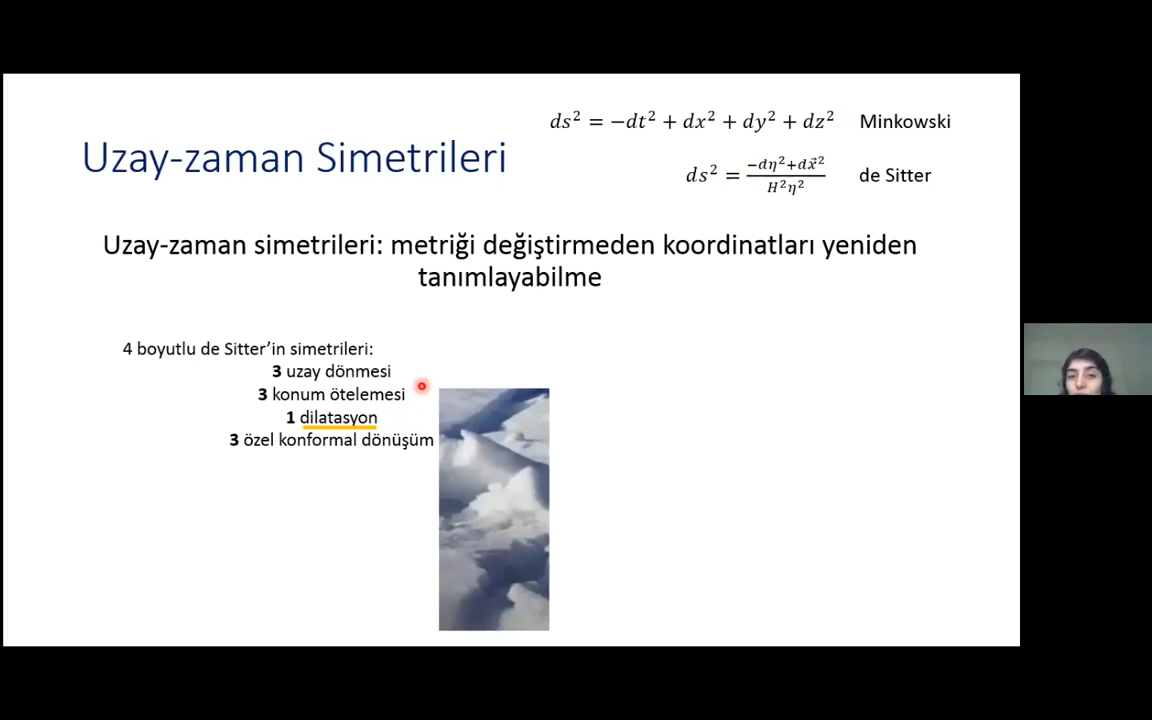 ds² = −dt² + dx² + dy² + dz² Minkowski
Uzay-zaman Simetrileri
ds² = −dη²+dx⃗² / H²η² de Sitter
Uzay-zaman simetrileri: metriği değiştirmeden koordinatları yeniden
tanımlayabilme
4 boyutlu de Sitter’in simetrileri:
3 uzay dönmesi
3 konum ötelemesi
1 dilatasyon
3 özel konformal dönüşüm